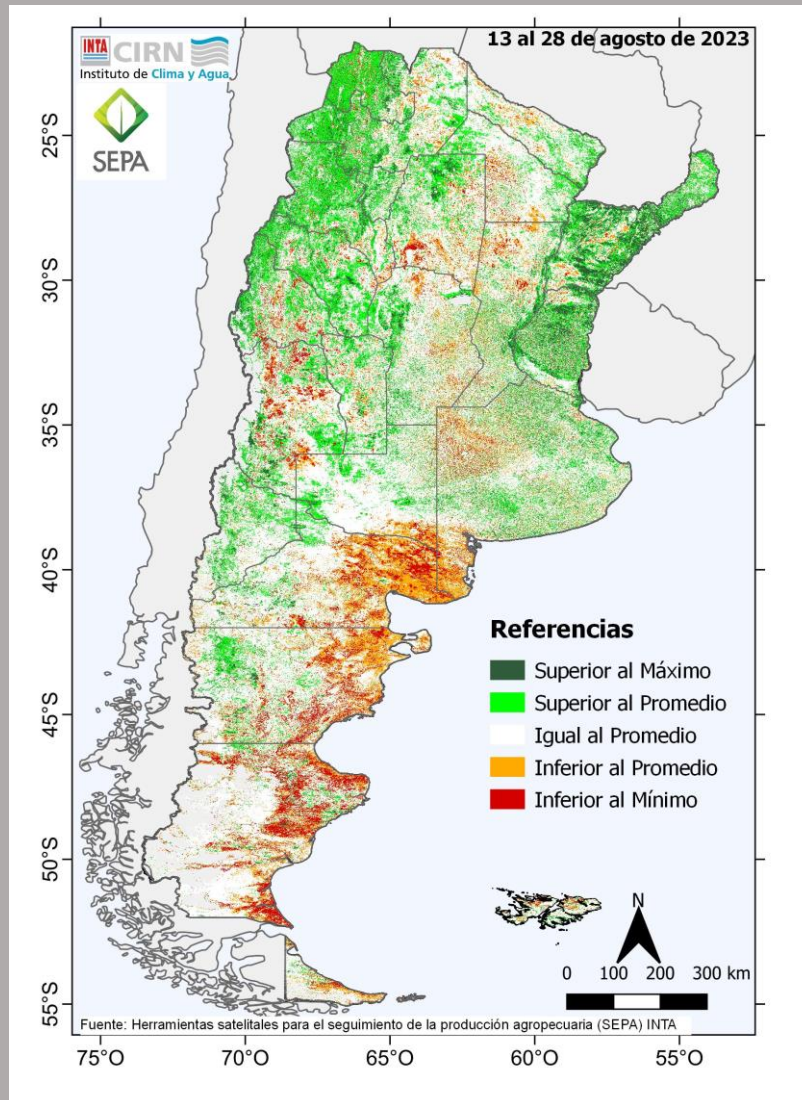 13 al 28 de agosto de 2023
INTA CIRN
Instituto de Clima y Agua
SEPA
25°S
30°S
35°S
40°S
45°S
50°S
55°S
Referencias
Superior al Máximo
Superior al Promedio
Igual al Promedio
Inferior al Promedio
Inferior al Mínimo
N
0 100 200 300 km
Fuente: Herramientas satelitales para el seguimiento de la producción agropecuaria (SEPA) INTA
75°O 70°O 65°O 60°O 55°O